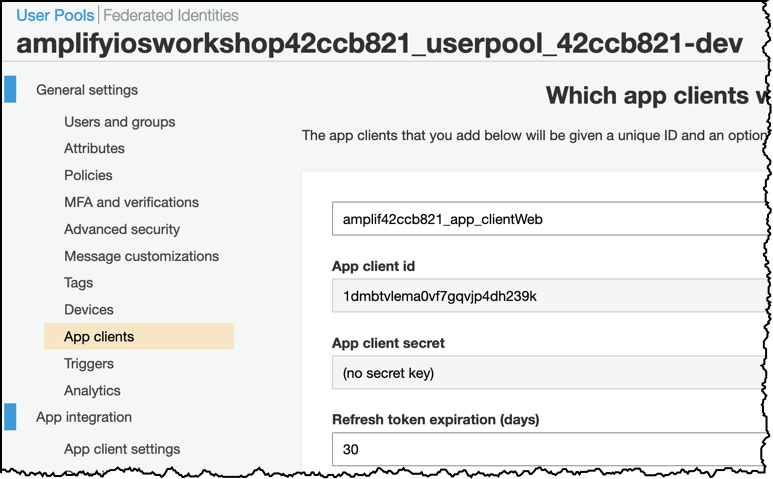 User Pools | Federated Identities
amplifyiosworkshop42ccb821_userpool_42ccb821-dev
General settings
Users and groups
Attributes
Policies
MFA and verifications
Advanced security
Message customizations
Tags
Devices
App clients
Triggers
Analytics
App integration
App client settings
Which app clients
The app clients that you add below will be given a unique ID and an option
amplif42ccb821_app_clientWeb
App client id
1dmbtvlema0vf7gqvjp4dh239k
App client secret
(no secret key)
Refresh token expiration (days)
30